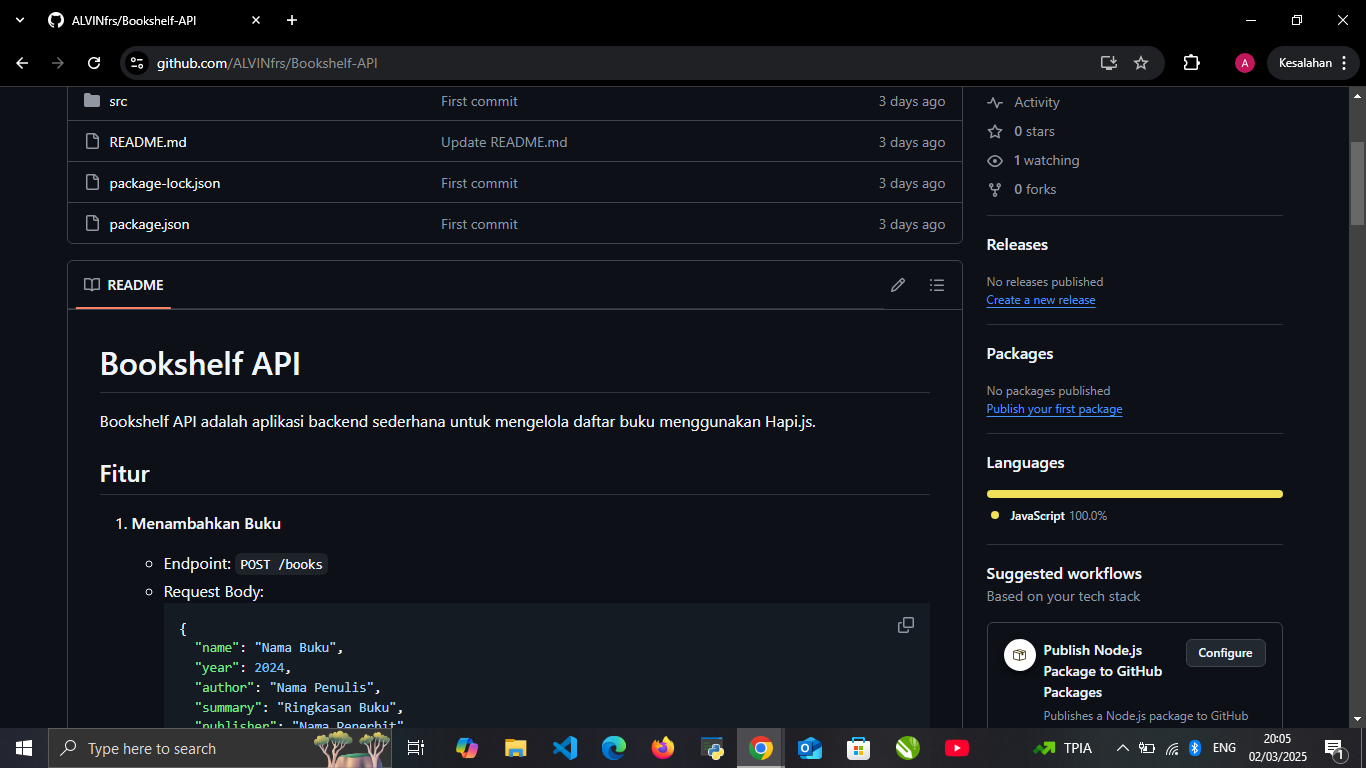 ALVINfrs/Bookshelf-API
github.com/ALVINfrs/Bookshelf-API
A
Kesalahan
src First commit 3 days ago
README.md Update README.md 3 days ago
package-lock.json First commit 3 days ago
package.json First commit 3 days ago
README
Bookshelf API
Bookshelf API adalah aplikasi backend sederhana untuk mengelola daftar buku menggunakan Hapi.js.
Fitur
1. Menambahkan Buku
Endpoint: POST /books
Request Body:
{
"name": "Nama Buku",
"year": 2024,
"author": "Nama Penulis",
"summary": "Ringkasan Buku",
"publisher": "Nama Penerbit"
Activity
0 stars
1 watching
0 forks
Releases
No releases published
Create a new release
Packages
No packages published
Publish your first package
Languages
JavaScript 100.0%
Suggested workflows
Based on your tech stack
Publish Node.js
Package to GitHub
Packages
Configure
Publishes a Node.js package to GitHub
Type here to search
TPIA
ENG
20:05
02/03/2025
1